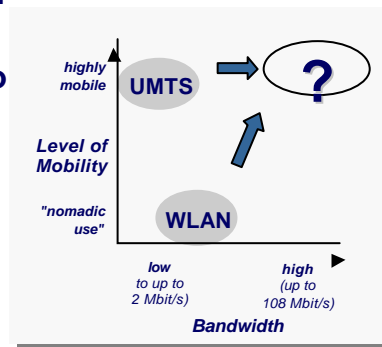 highly
mobile
UMTS
?
Level of
Mobility
"nomadic
use"
WLAN
low
to up to
2 Mbit/s)
high
(up to
108 Mbit/s)
Bandwidth